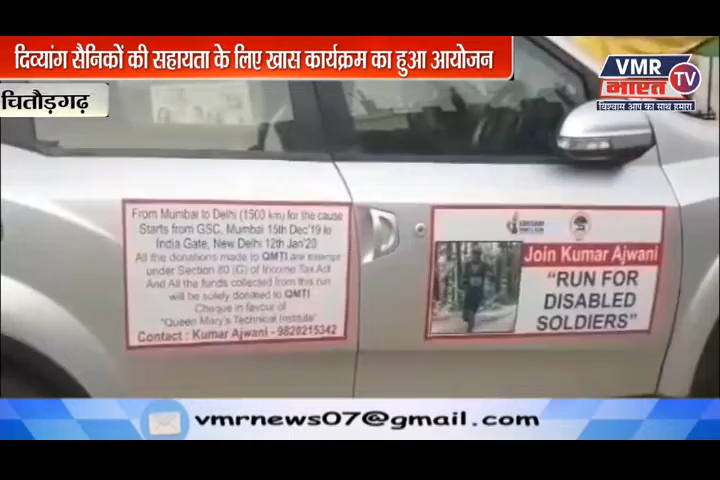 दिव्यांग सैनिकों की सहायता के लिए खास कार्यक्रम का हुआ आयोजन
चितौड़गढ़
VMR
भारत
TV
विश्वास आप का साथ हमारा
From Mumbai to Delhi (1500 km) for the cause
Starts from GSC, Mumbai 15th Dec'19 to
India Gate, New Delhi 12th Jan'20
All the donations made to QMTI are exempt
under Section 80 (G) of Income Tax Act
And All the funds collected from this run
will be solely donated to QMTI
Cheque in favour of
"Queen Mary's Technical Institute"
Contact : Kumar Ajwani - 9820215342
Join Kumar Ajwani
"RUN FOR
DISABLED
SOLDIERS"
vmrnews07@gmail.com